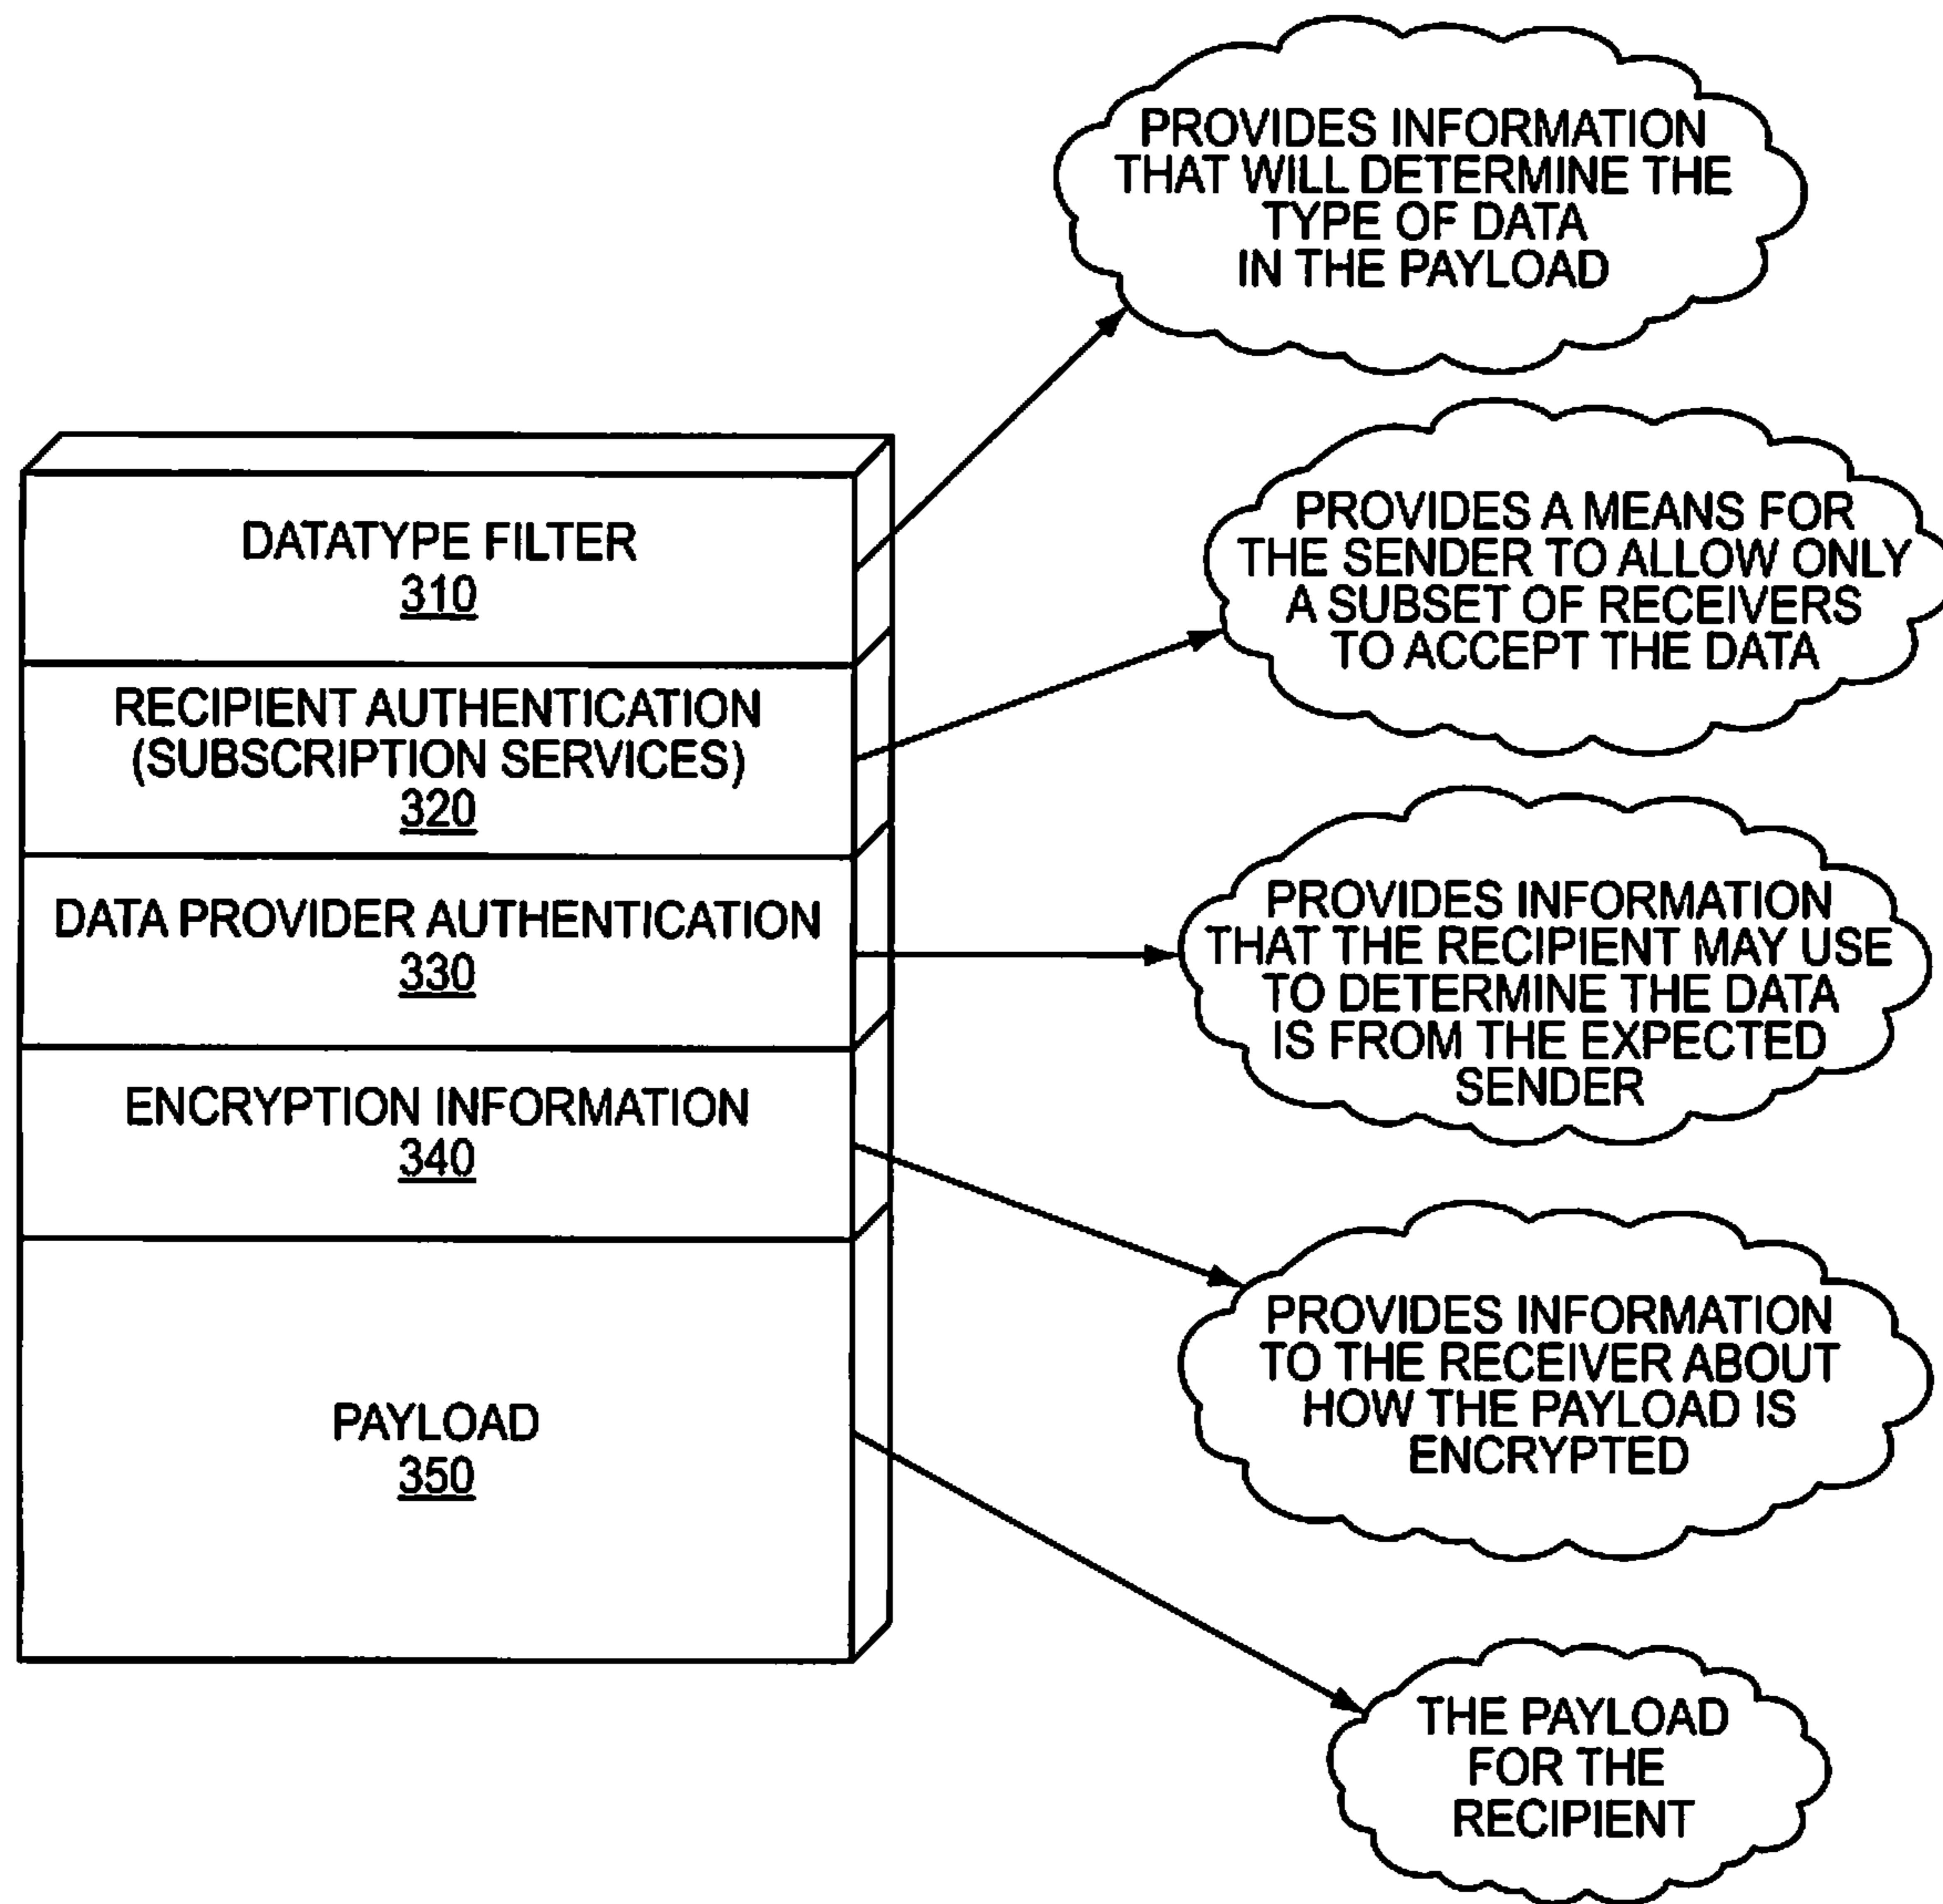 DATATYPE FILTER
310
RECIPIENT AUTHENTICATION
(SUBSCRIPTION SERVICES)
320
DATA PROVIDER AUTHENTICATION
330
ENCRYPTION INFORMATION
340
PAYLOAD
350
PROVIDES INFORMATION
THAT WILL DETERMINE THE
TYPE OF DATA
IN THE PAYLOAD
PROVIDES A MEANS FOR
THE SENDER TO ALLOW ONLY
A SUBSET OF RECEIVERS
TO ACCEPT THE DATA
PROVIDES INFORMATION
THAT THE RECIPIENT MAY USE
TO DETERMINE THE DATA
IS FROM THE EXPECTED
SENDER
PROVIDES INFORMATION
TO THE RECEIVER ABOUT
HOW THE PAYLOAD IS
ENCRYPTED
THE PAYLOAD
FOR THE
RECIPIENT